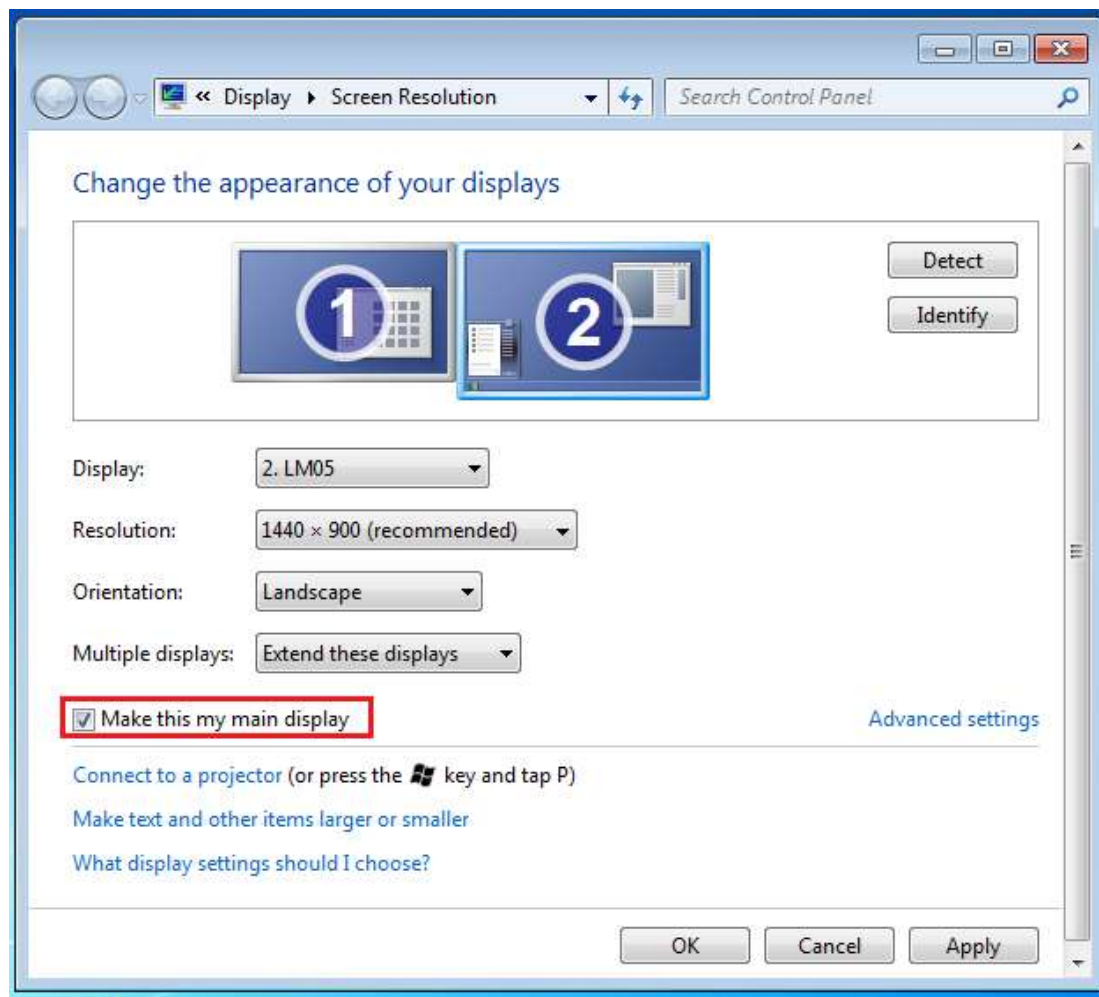 « Display ▸ Screen Resolution Search Control Panel
Change the appearance of your displays
1 2
Detect
Identify
Display: 2. LM05
Resolution: 1440 × 900 (recommended)
Orientation: Landscape
Multiple displays: Extend these displays
Make this my main display Advanced settings
Connect to a projector (or press the key and tap P)
Make text and other items larger or smaller
What display settings should I choose?
OK Cancel Apply